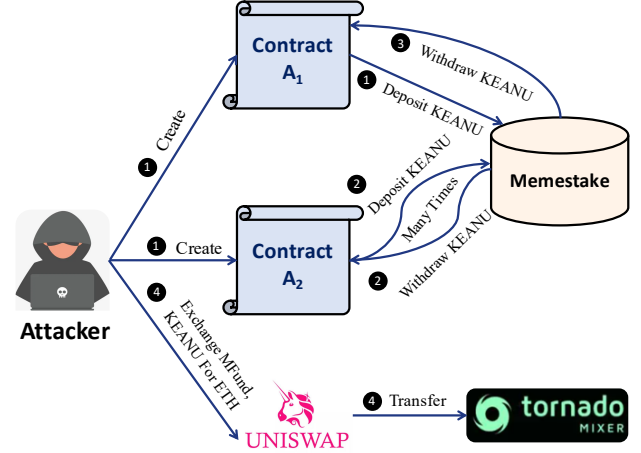 Contract
A1
3
Withdraw KEANU
1
Deposit KEANU
1
Create
Memestake
2
Deposit KEANU
Many Times
Withdraw KEANU
2
1
Create
Contract
A2
Attacker
4
Exchange MFund,
KEANU For ETH
UNISWAP
4
Transfer
tornado
MIXER